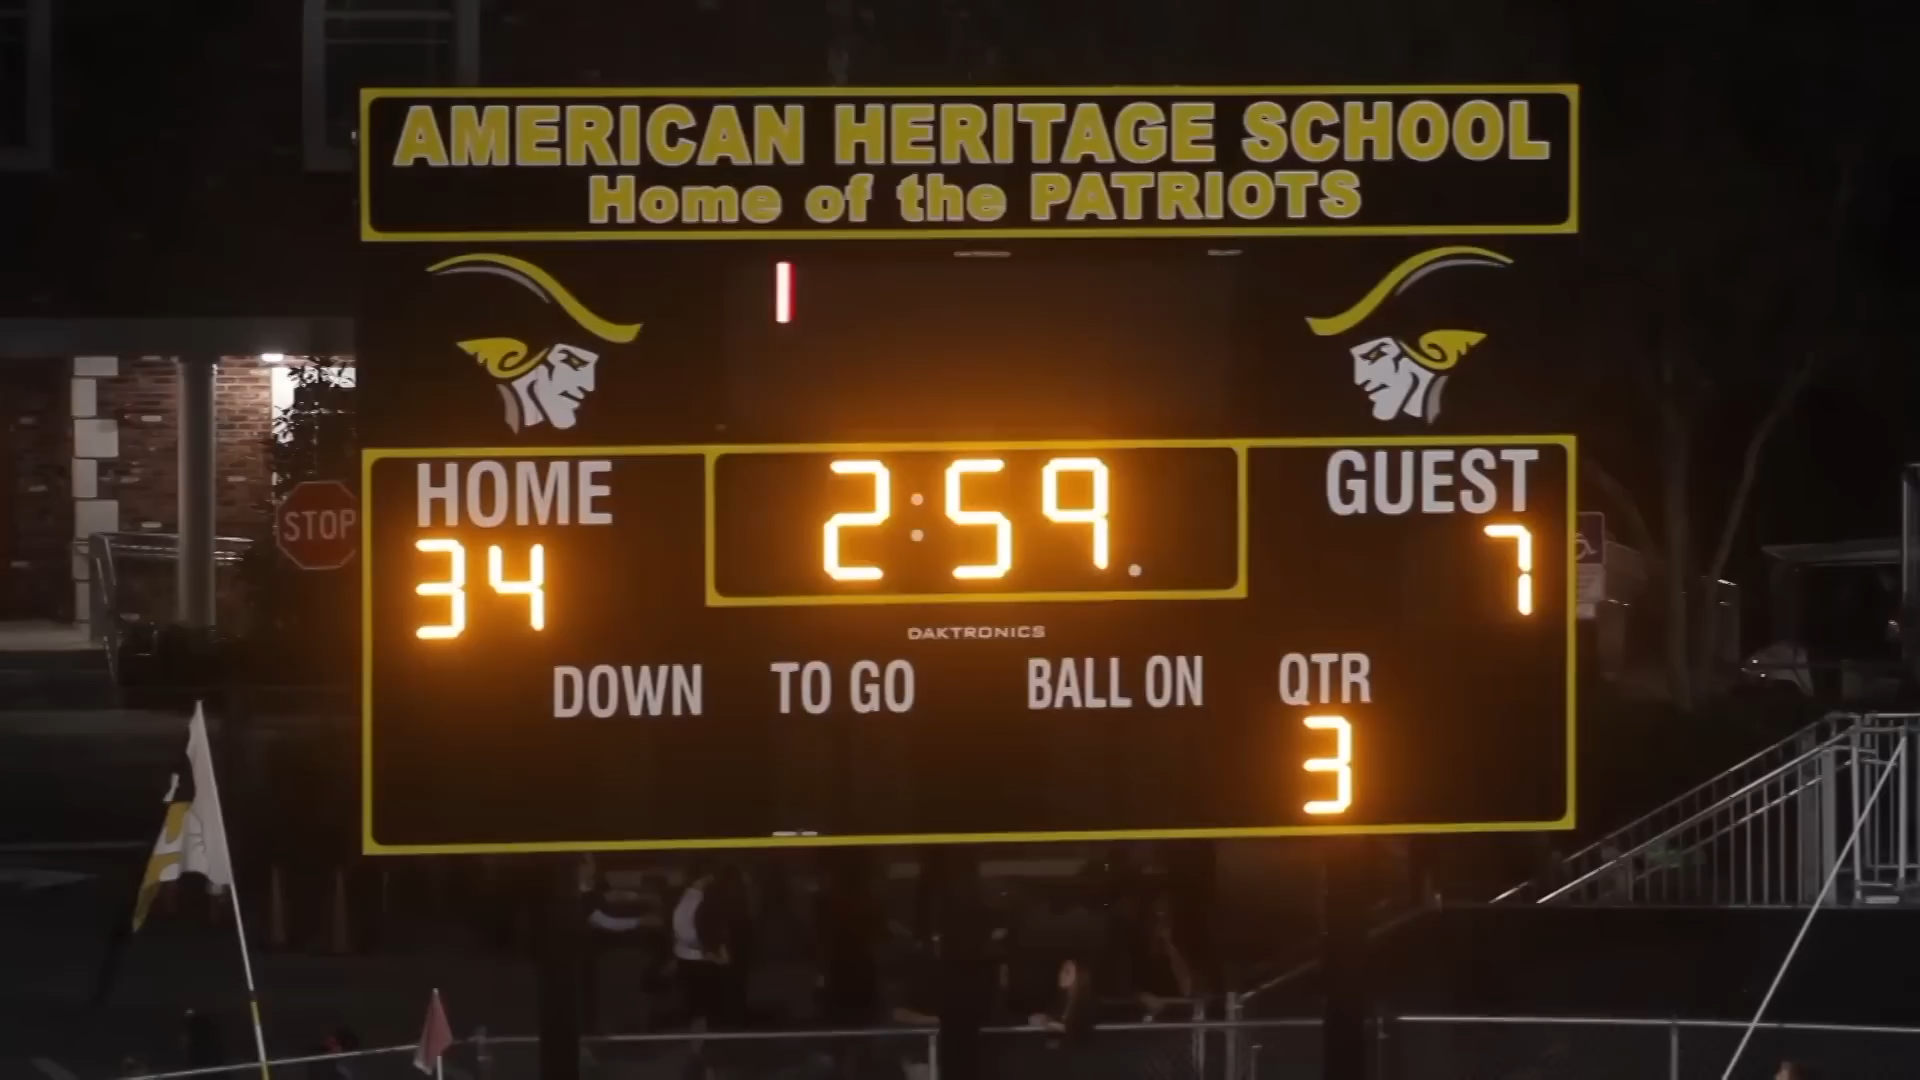 AMERICAN HERITAGE SCHOOL
Home of the PATRIOTS
HOME 2:59 GUEST
34 7
STOP
DAKTRONICS
DOWN TO GO BALL ON QTR
3